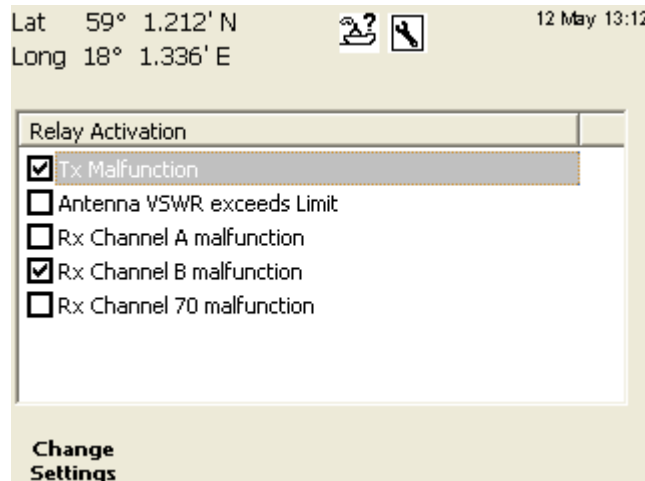 Lat 59° 1.212' N
12 May 13:12
Long 18° 1.336' E
Relay Activation
Tx Malfunction
Antenna VSWR exceeds Limit
Rx Channel A malfunction
Rx Channel B malfunction
Rx Channel 70 malfunction
Change
Settings